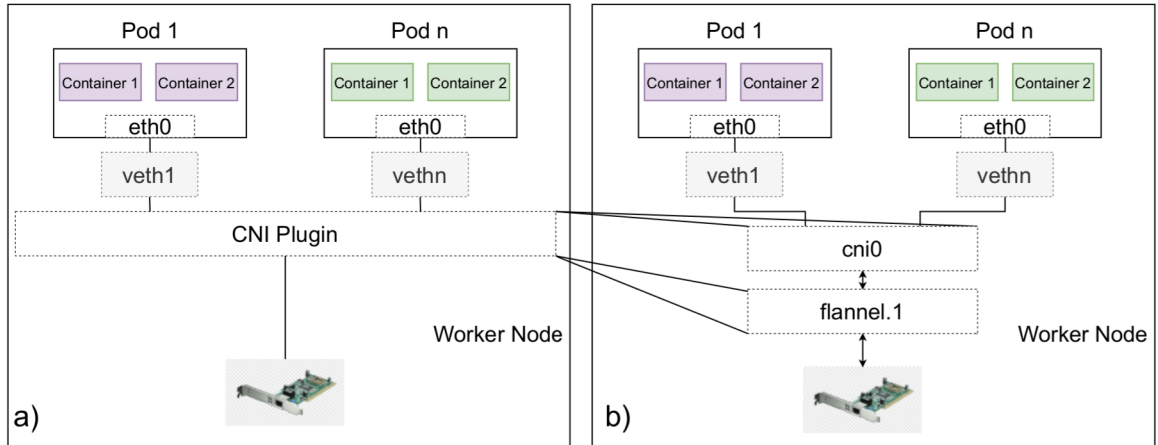 Pod 1
Pod n
Container 1
Container 2
Container 1
Container 2
eth0
eth0
veth1
vethn
CNI Plugin
Worker Node
a)
Pod 1
Pod n
Container 1
Container 2
Container 1
Container 2
eth0
eth0
veth1
vethn
cni0
flannel.1
Worker Node
b)